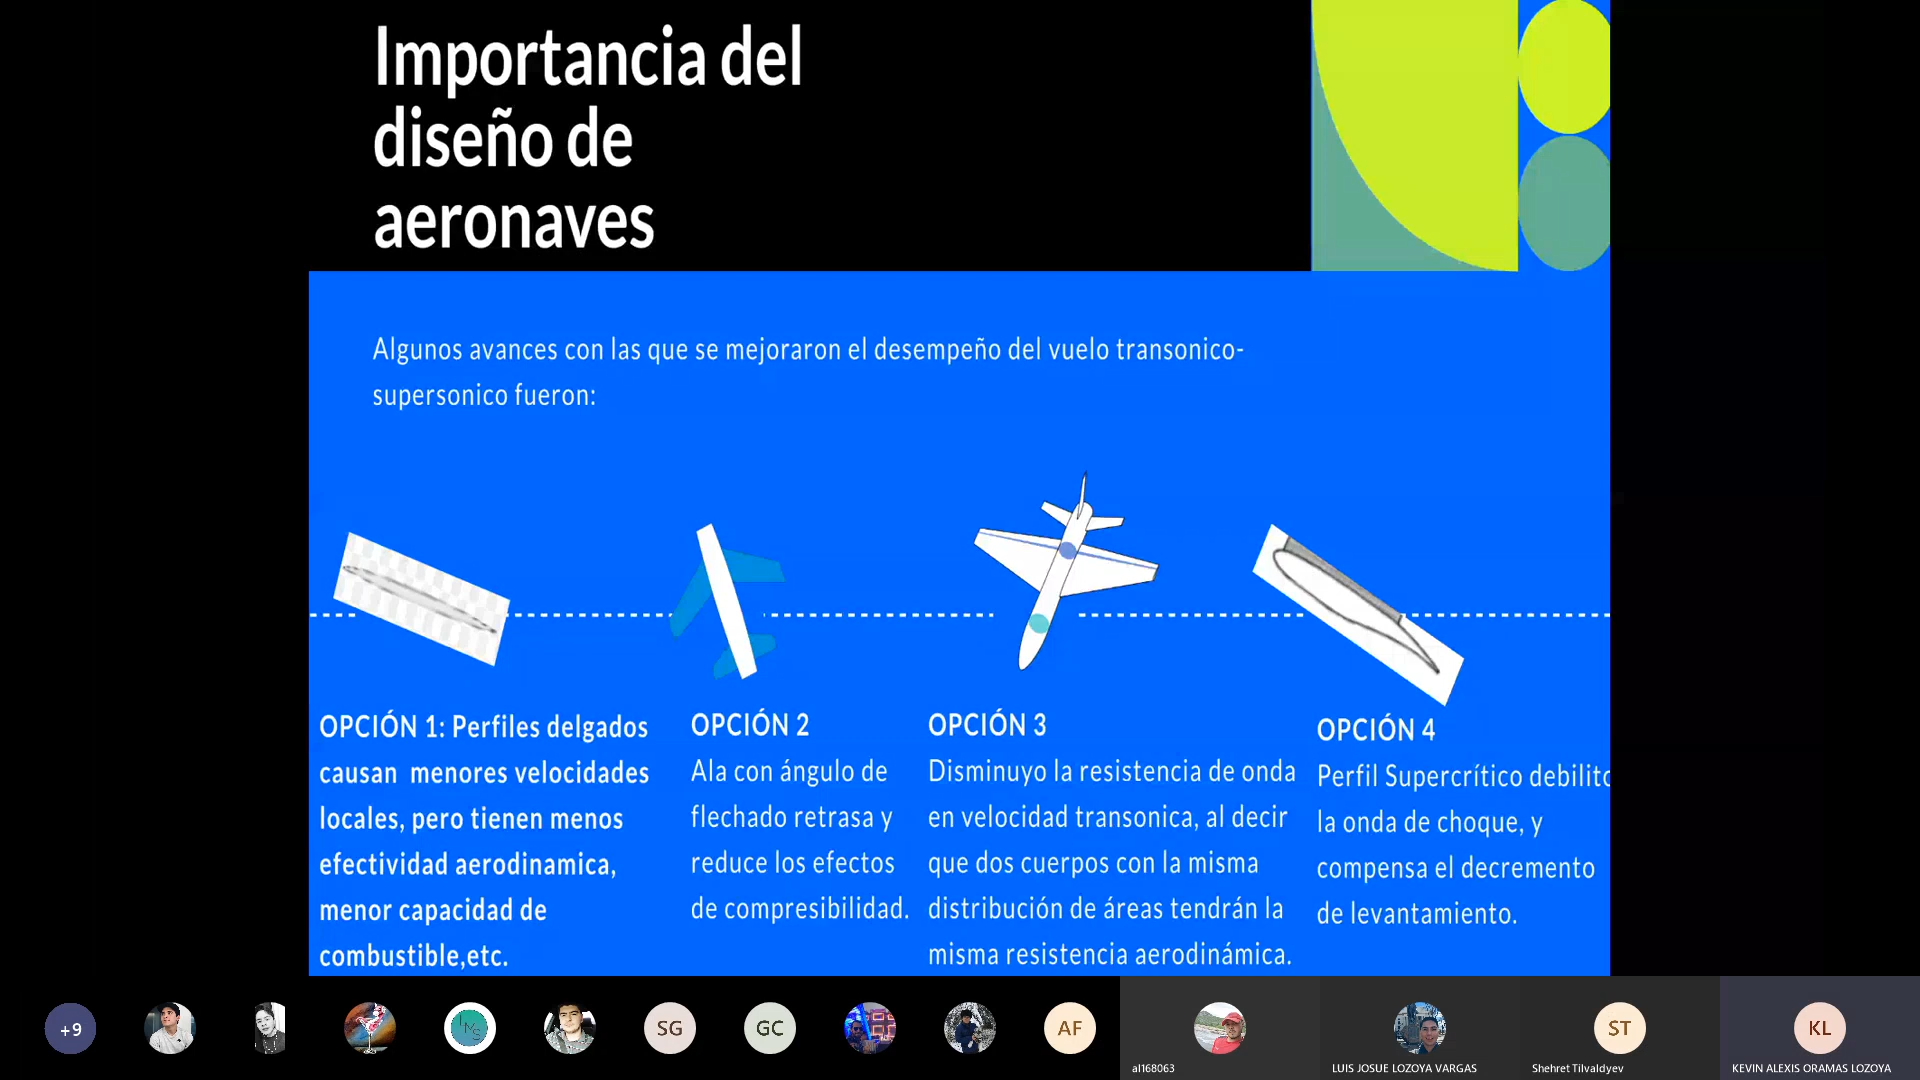 Importancia del
diseño de
aeronaves
Algunos avances con las que se mejoraron el desempeño del vuelo transonico-
supersonico fueron:
OPCIÓN 1: Perfiles delgados
causan menores velocidades
locales, pero tienen menos
efectividad aerodinamica,
menor capacidad de
combustible,etc.
OPCIÓN 2
Ala con ángulo de
flechado retrasa y
reduce los efectos
de compresibilidad.
OPCIÓN 3
Disminuyo la resistencia de onda
en velocidad transonica, al decir
que dos cuerpos con la misma
distribución de áreas tendrán la
misma resistencia aerodinámica.
OPCIÓN 4
Perfil Supercrítico debilito
la onda de choque, y
compensa el decremento
de levantamiento.
+9
IMS
SG
GC
AF
al168063
LUIS JOSUE LOZOYA VARGAS
ST
Shehret Tilvaldyev
KL
KEVIN ALEXIS ORAMAS LOZOYA